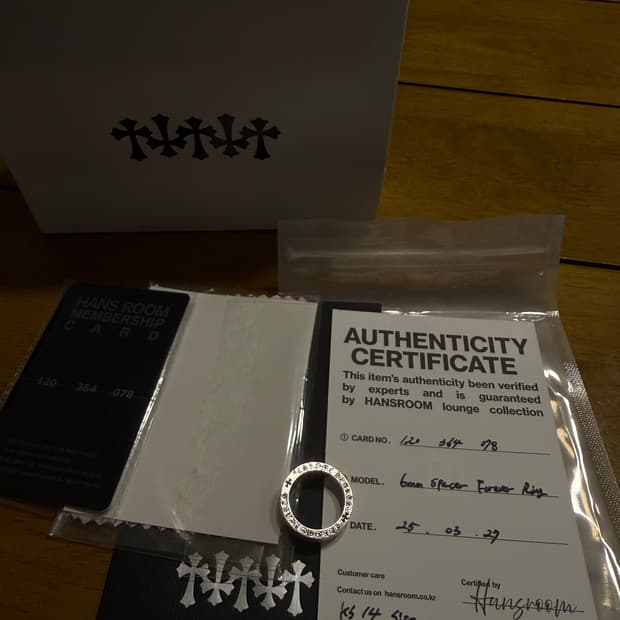 HANS ROOM
MEMBERSHIP
CARD
120 364 078
AUTHENTICITY
CERTIFICATE
This item's authenticity been verified
by experts and is guaranteed
by HANSROOM lounge collection
① CARD NO. 120 364 078
MODEL. 6mm Spacer Forever Ring
DATE. 25 . 03 . 29
Customer care
Contact us on hansroom.co.kr
Certified by
Hansroom